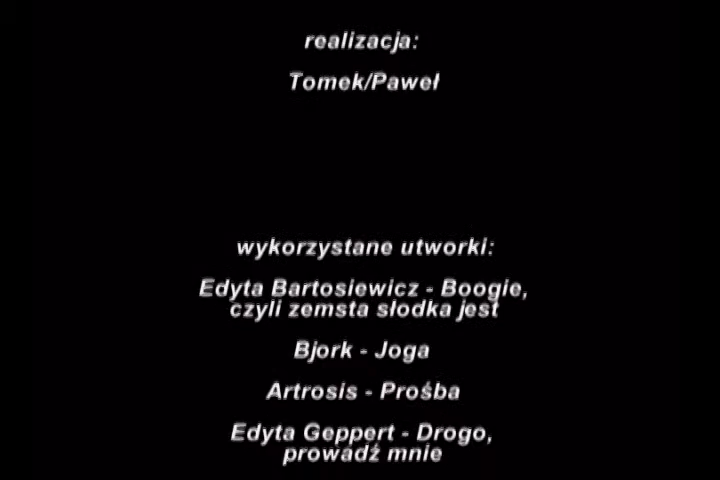 realizacja:
Tomek/Paweł
wykorzystane utworki:
Edyta Bartosiewicz - Boogie,
czyli zemsta słodka jest
Bjork - Joga
Artrosis - Prośba
Edyta Geppert - Drogo,
prowadź mnie